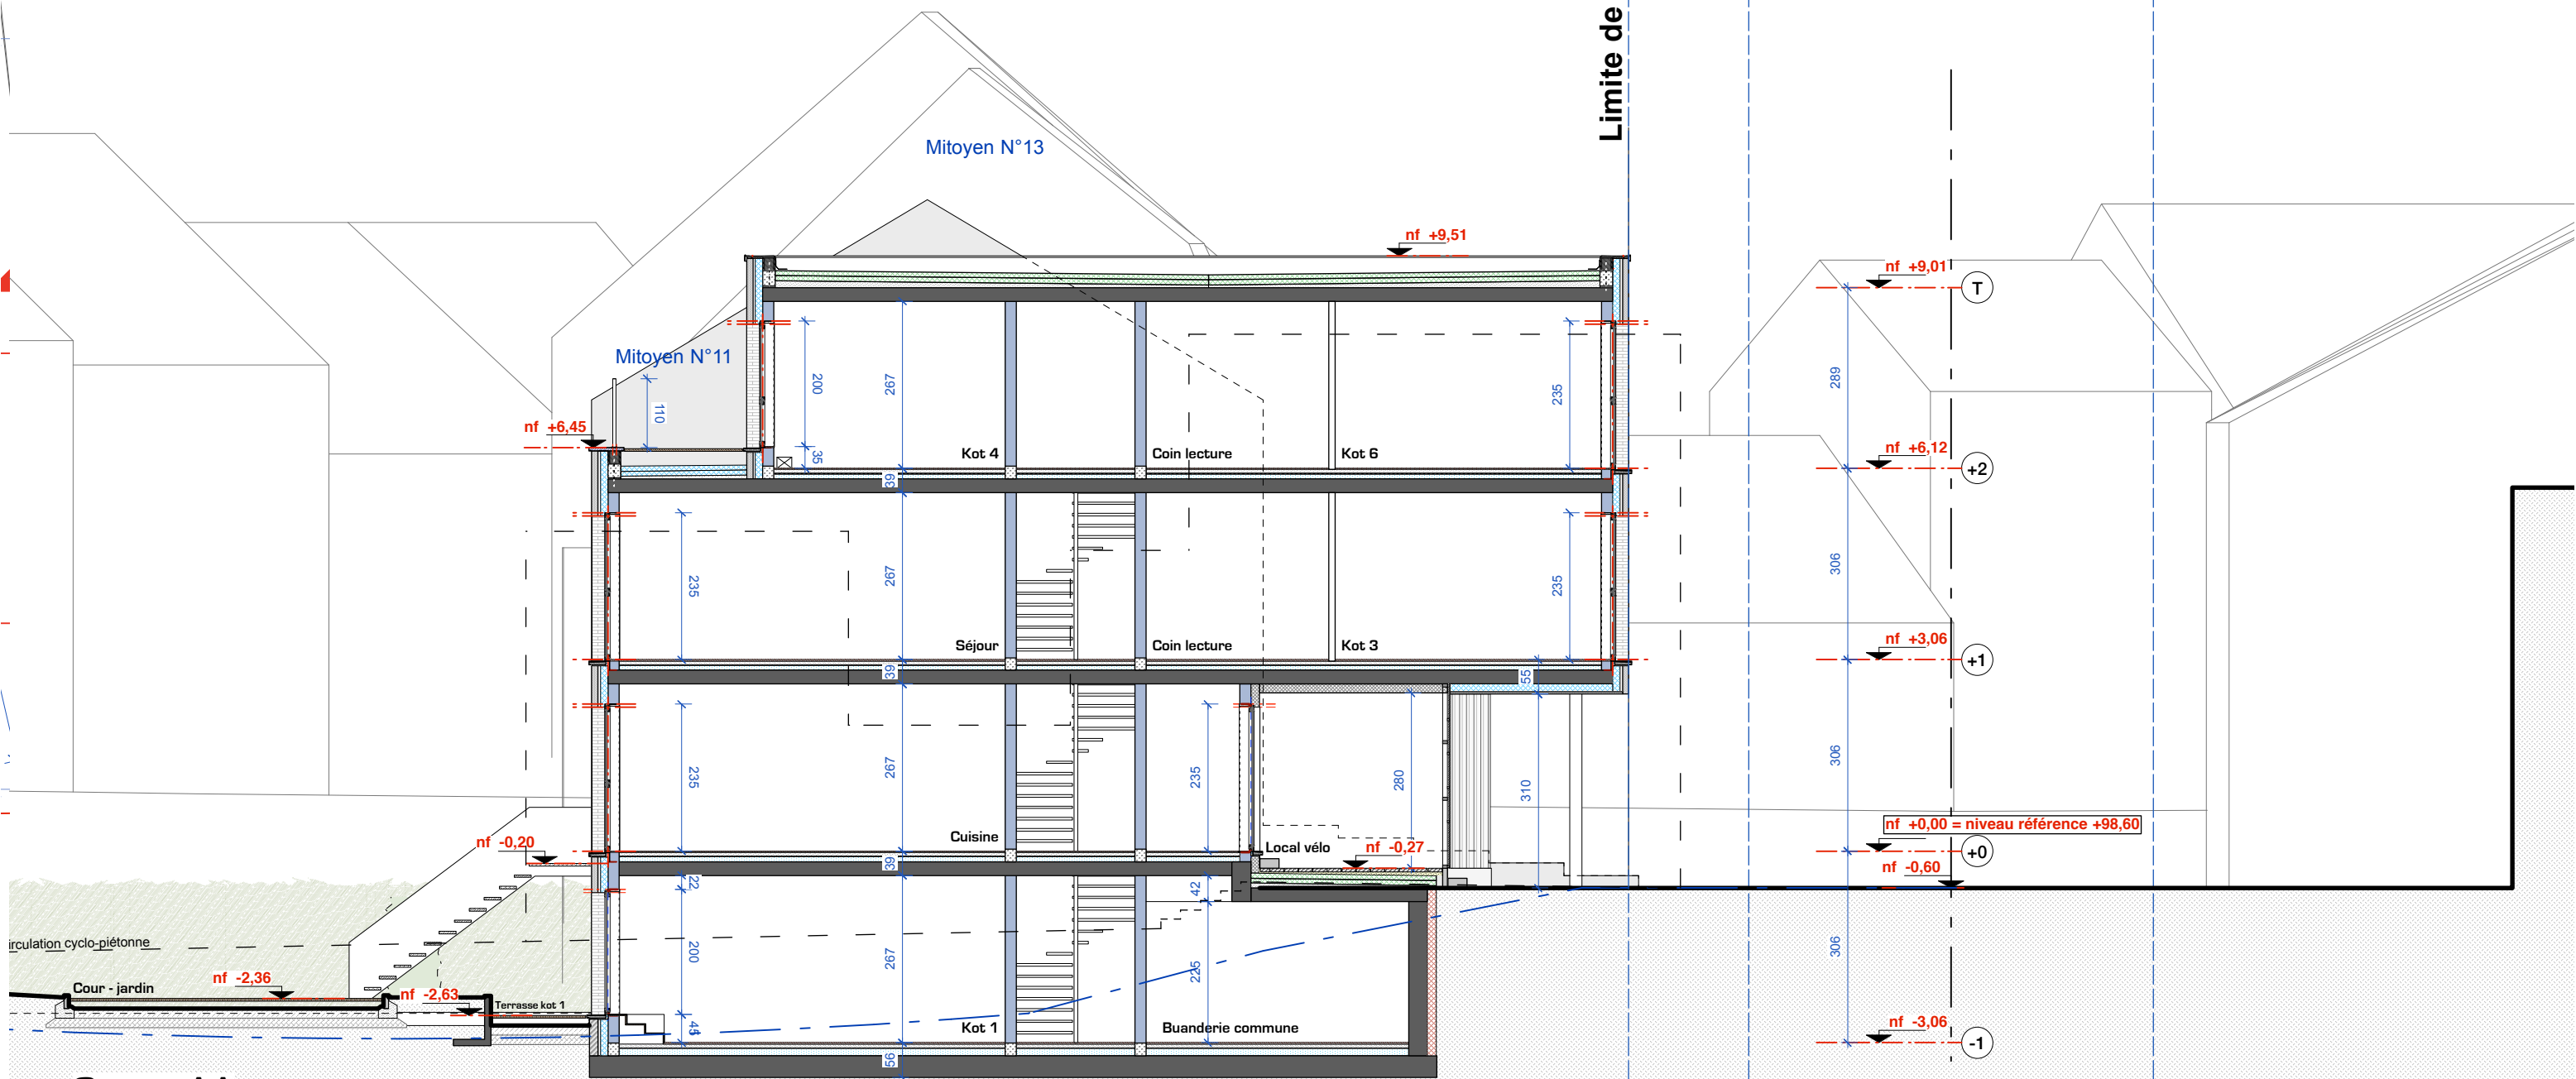 Limite de
Mitoyen N°13
nf +9,51
nf +9,01
T
Mitoyen N°11
110
200
267
235
289
nf +6,45
35
Kot 4
Coin lecture
Kot 6
nf +6,12
+2
39
235
267
235
306
Séjour
Coin lecture
Kot 3
nf +3,06
+1
39
55
235
267
235
280
310
306
Cuisine
nf +0,00 = niveau référence +98,60
nf -0,20
Local vélo
nf -0,27
+0
39
nf -0,60
22
42
irculation cyclo-piétonne
200
267
225
306
Cour - jardin
nf -2,36
nf -2,63
Terrasse kot 1
45
Kot 1
Buanderie commune
nf -3,06
-1
56